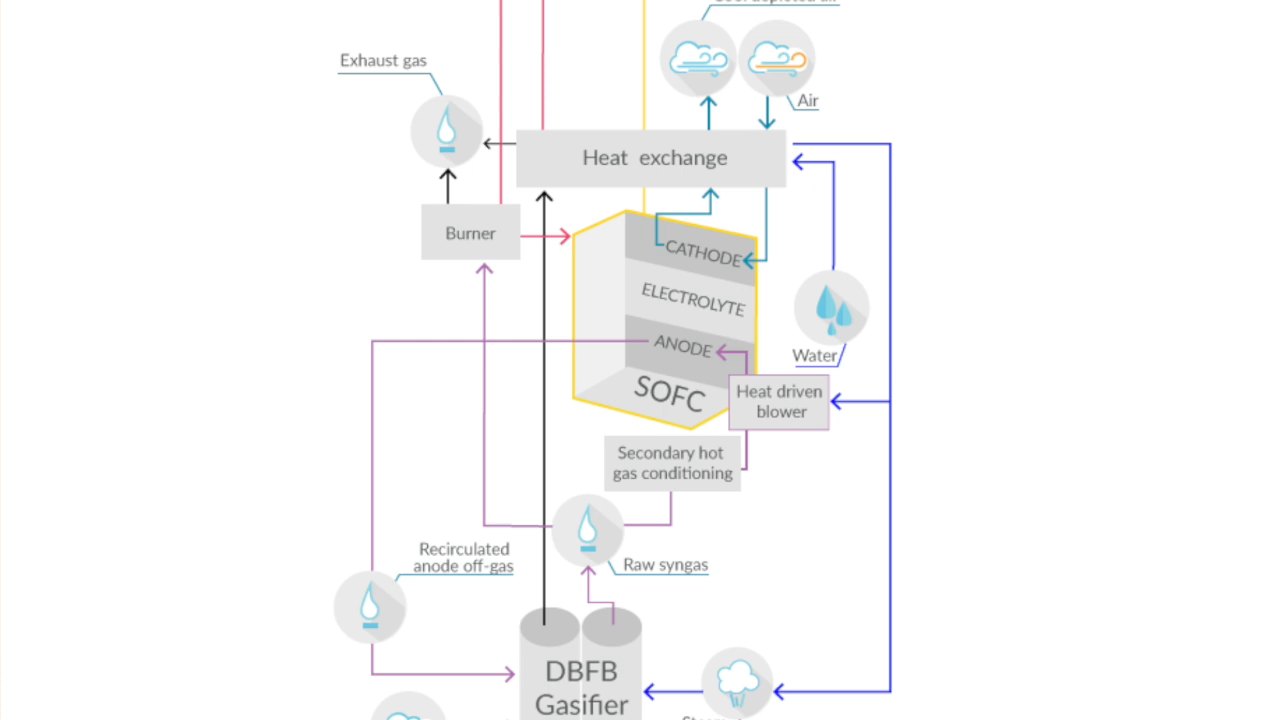 Exhaust gas
Air
Heat exchange
Burner
CATHODE
ELECTROLYTE
ANODE
SOFC
Water
Heat driven
blower
Secondary hot
gas conditioning
Recirculated
anode off-gas
Raw syngas
DBFB
Gasifier